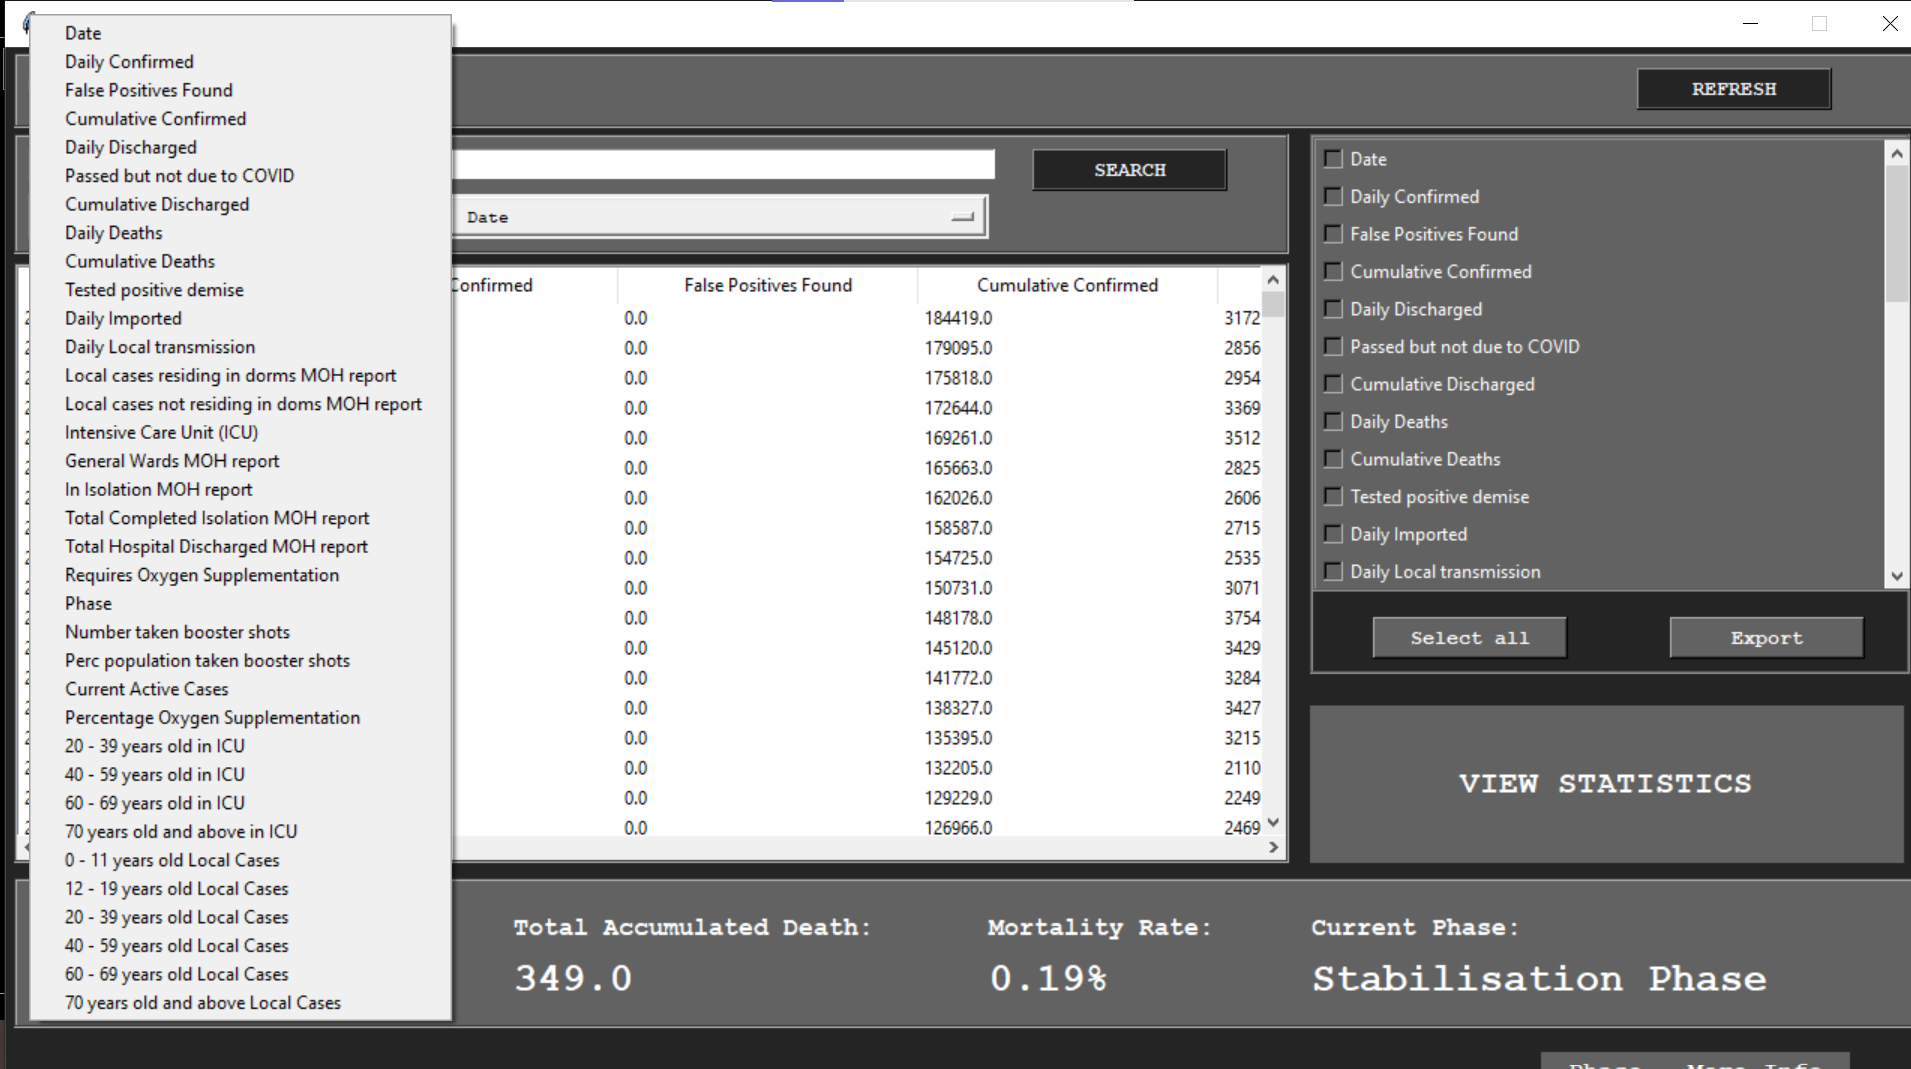 Date
Daily Confirmed
False Positives Found
Cumulative Confirmed
Daily Discharged
Passed but not due to COVID
Cumulative Discharged
Daily Deaths
Cumulative Deaths
Tested positive demise
Daily Imported
Daily Local transmission
Local cases residing in dorms MOH report
Local cases not residing in doms MOH report
Intensive Care Unit (ICU)
General Wards MOH report
In Isolation MOH report
Total Completed Isolation MOH report
Total Hospital Discharged MOH report
Requires Oxygen Supplementation
Phase
Number taken booster shots
Perc population taken booster shots
Current Active Cases
Percentage Oxygen Supplementation
20 - 39 years old in ICU
40 - 59 years old in ICU
60 - 69 years old in ICU
70 years old and above in ICU
0 - 11 years old Local Cases
12 - 19 years old Local Cases
20 - 39 years old Local Cases
40 - 59 years old Local Cases
60 - 69 years old Local Cases
70 years old and above Local Cases
REFRESH
SEARCH
Date
Confirmed False Positives Found Cumulative Confirmed
0.0 184419.0 3172
0.0 179095.0 2856
0.0 175818.0 2954
0.0 172644.0 3369
0.0 169261.0 3512
0.0 165663.0 2825
0.0 162026.0 2606
0.0 158587.0 2715
0.0 154725.0 2535
0.0 150731.0 3071
0.0 148178.0 3754
0.0 145120.0 3429
0.0 141772.0 3284
0.0 138327.0 3427
0.0 135395.0 3215
0.0 132205.0 2110
0.0 129229.0 2249
0.0 126966.0 2469
Date
Daily Confirmed
False Positives Found
Cumulative Confirmed
Daily Discharged
Passed but not due to COVID
Cumulative Discharged
Daily Deaths
Cumulative Deaths
Tested positive demise
Daily Imported
Daily Local transmission
Select all Export
VIEW STATISTICS
Total Accumulated Death: Mortality Rate: Current Phase:
349.0 0.19% Stabilisation Phase
Phase - More Info